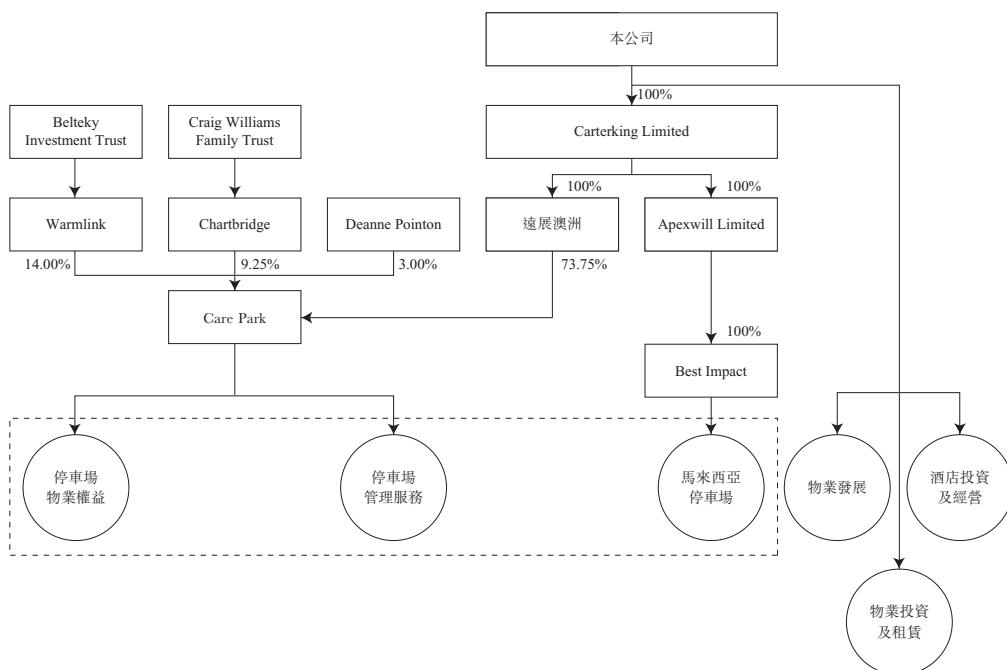 本公司
100%
Belteky
Investment Trust
Craig Williams
Family Trust
Carterking Limited
100%
100%
Warmlink
Chartbridge
Deanne Pointon
遠展澳洲
Apexwill Limited
14.00%
9.25%
3.00%
73.75%
Care Park
100%
Best Impact
停車場
物業權益
停車場
管理服務
馬來西亞
停車場
物業發展
酒店投資
及經營
物業投資
及租賃